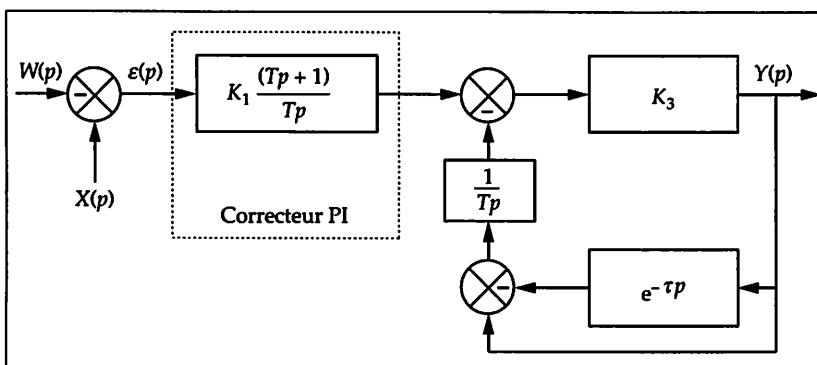 W(p)
ε(p)
X(p)
K₁ (Tp + 1) / Tp
Correcteur PI
K₃
Y(p)
1 / Tp
e⁻ τp